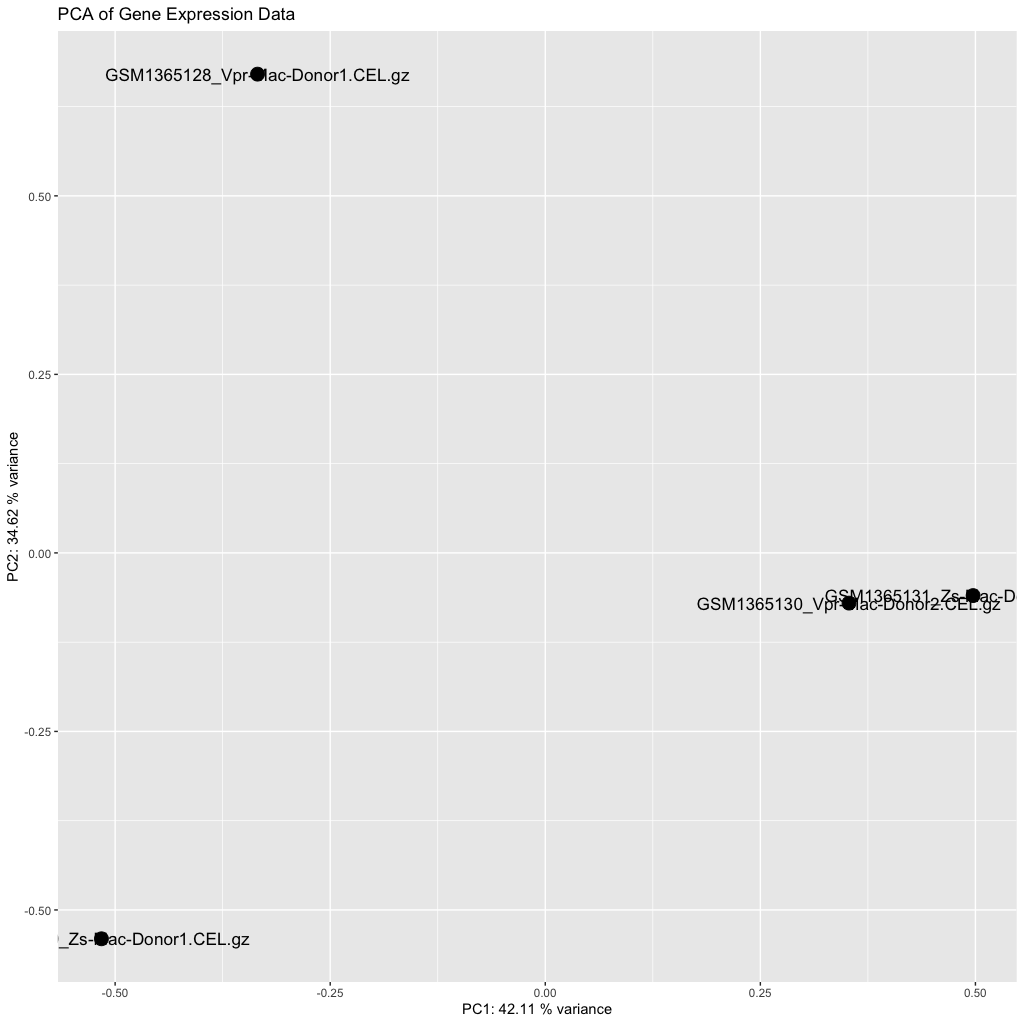 PCA of Gene Expression Data
GSM1365128_Vpr-Mac-Donor1.CEL.gz
0.50
0.25
PC2: 34.62 % variance
0.00
GSM1365131_Zs-Mac-D
GSM1365130_Vpr-Mac-Donor2.CEL.gz
-0.25
-0.50
_Zs-Mac-Donor1.CEL.gz
-0.50
-0.25
0.00
0.25
0.50
PC1: 42.11 % variance